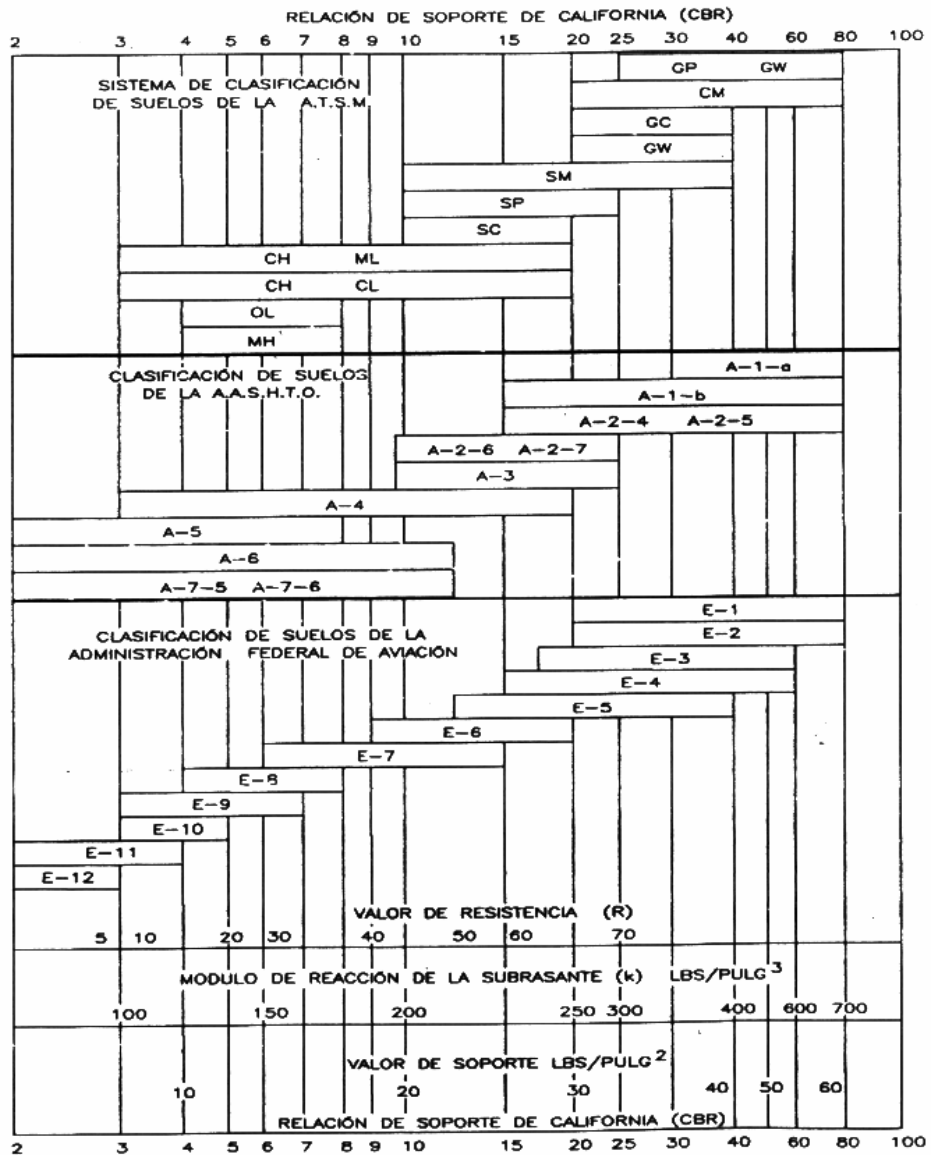 RELACIÓN DE SOPORTE DE CALIFORNIA (CBR)
2 3 4 5 6 7 8 9 10 15 20 25 30 40 60 80 100
GP GW
SISTEMA DE CLASIFICACIÓN
DE SUELOS DE LA A.T.S.M
CM
GC
GW
SM
SP
SC
CH ML
CH CL
OL
MH
CLASIFICACIÓN DE SUELOS
DE LA A.A.S.H.T.O.
A-1-a
A-1-b
A-2-4 A-2-5
A-2-6 A-2-7
A-3
A-4
A-5
A-6
A-7-5 A-7-6
CLASIFICACIÓN DE SUELOS DE LA
ADMINISTRACIÓN FEDERAL DE AVIACIÓN
E-1
E-2
E-3
E-4
E-5
E-6
E-7
E-8
E-9
E-10
E-11
E-12
VALOR DE RESISTENCIA (R)
5 10 20 30 40 50 60 70
MODULO DE REACCIÓN DE LA SUBRASANTE (k) LBS/PULG³
100 150 200 250 300 400 600 700
VALOR DE SOPORTE LBS/PULG²
10 20 30 40 50 60
RELACIÓN DE SOPORTE DE CALIFORNIA (CBR)
2 3 4 5 6 7 8 9 10 15 20 25 30 40 60 80 100